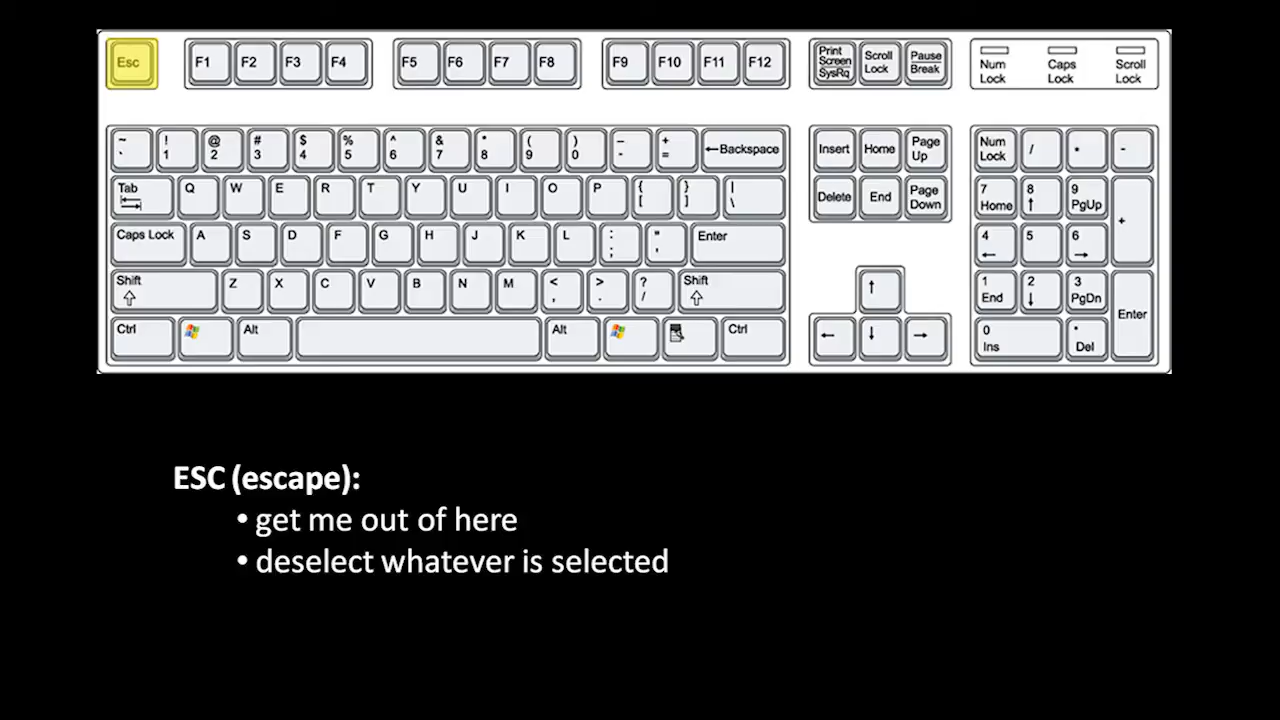 Esc F1 F2 F3 F4 F5 F6 F7 F8 F9 F10 F11 F12 Print Screen SysRq Scroll Lock Pause Break Num Lock Caps Lock Scroll Lock
~ ` ! 1 @ 2 # 3 $ 4 % 5 ^ 6 & 7 * 8 ( 9 ) 0 – - + = ←Backspace Insert Home Page Up Num Lock / * -
Tab Q W E R T Y U I O P { [ } ] | \ Delete End Page Down 7 Home 8 ↑ 9 PgUp +
Caps Lock A S D F G H J K L : ; " ' Enter 4 ← 5 6 →
Shift ⇧ Z X C V B N M < , > . ? / Shift ⇧ ↑ 1 End 2 ↓ 3 PgDn Enter
Ctrl Alt Alt Ctrl ← ↓ → 0 Ins . Del
ESC (escape):
• get me out of here
• deselect whatever is selected